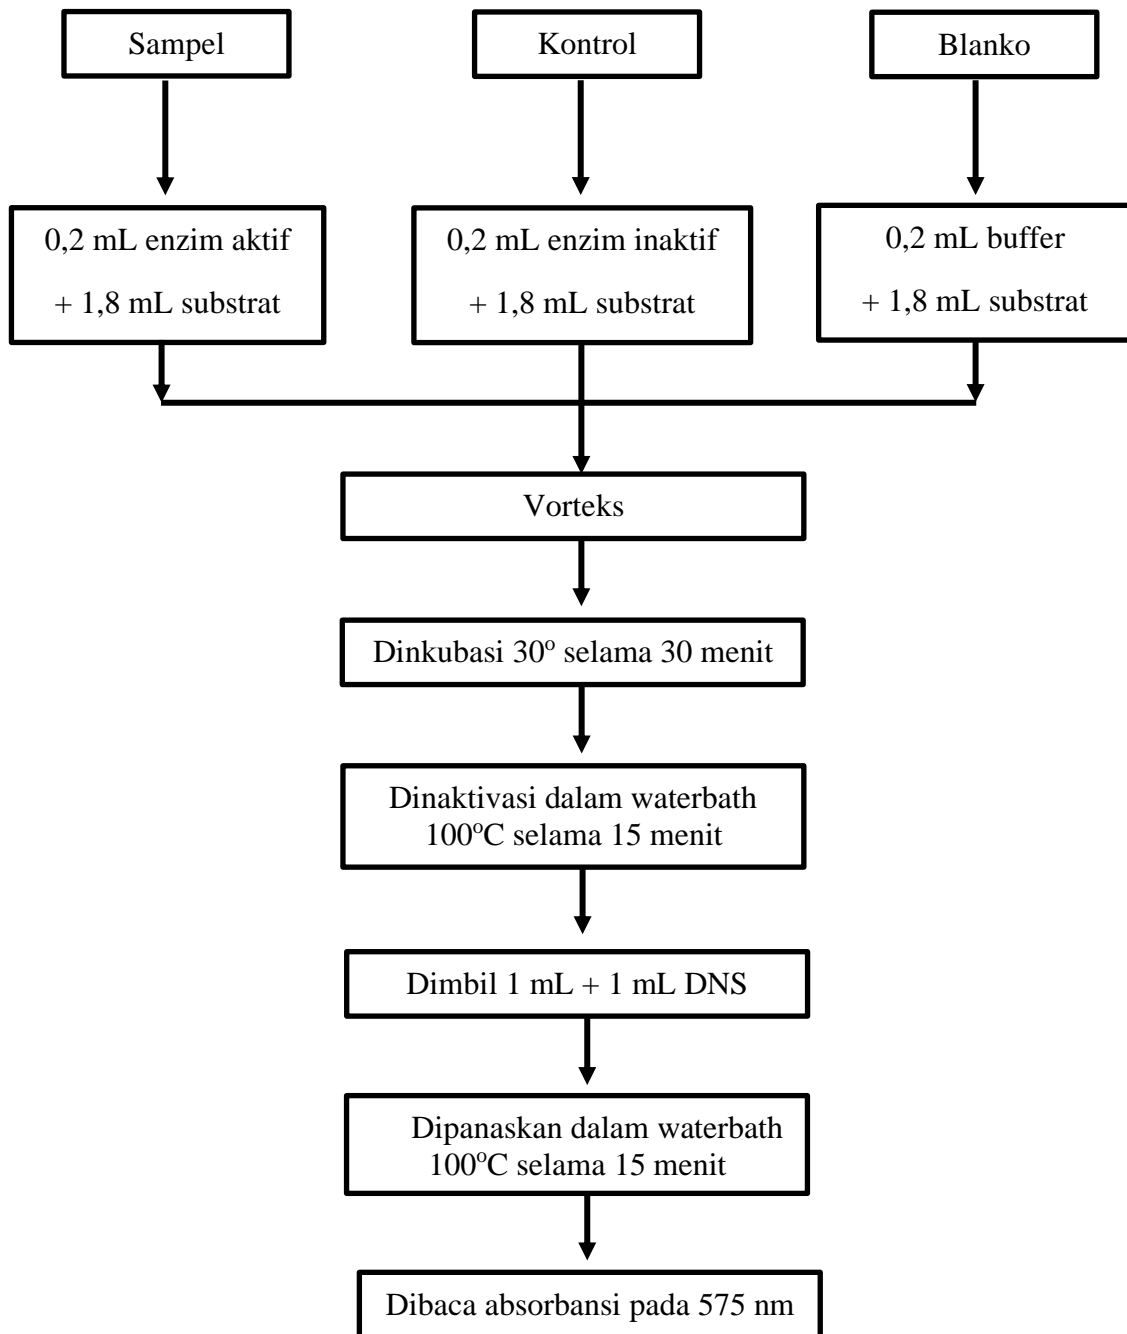 Sampel
Kontrol
Blanko
0,2 mL enzim aktif
+ 1,8 mL substrat
0,2 mL enzim inaktif
+ 1,8 mL substrat
0,2 mL buffer
+ 1,8 mL substrat
Vorteks
Dinkubasi 30º selama 30 menit
Dinaktivasi dalam waterbath
100ºC selama 15 menit
Dimbil 1 mL + 1 mL DNS
Dipanaskan dalam waterbath
100ºC selama 15 menit
Dibaca absorbansi pada 575 nm